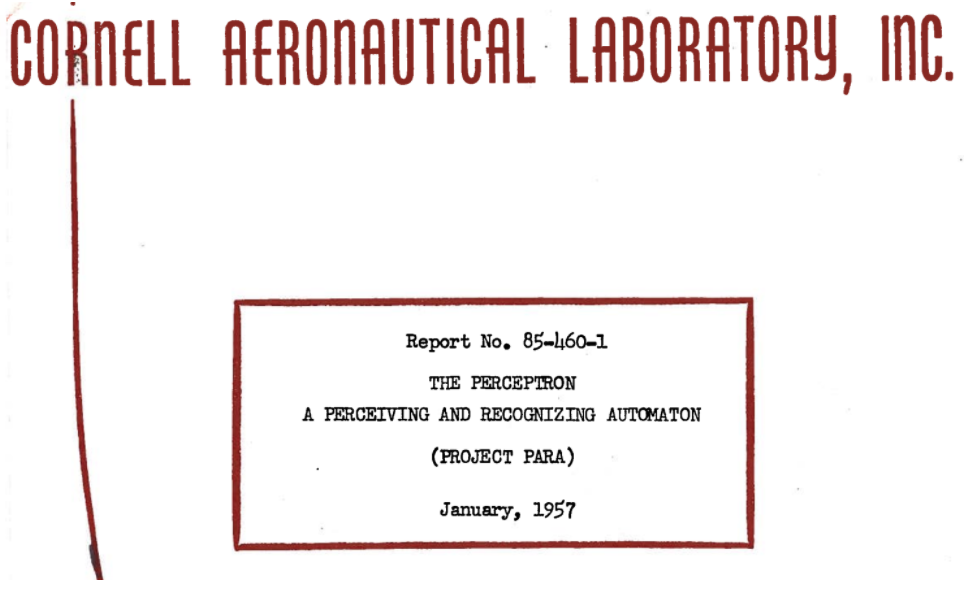 CORNELL AERONAUTICAL LABORATORY, INC.
Report No. 85-460-1
THE PERCEPTRON
A PERCEIVING AND RECOGNIZING AUTOMATON
(PROJECT PARA)
January, 1957